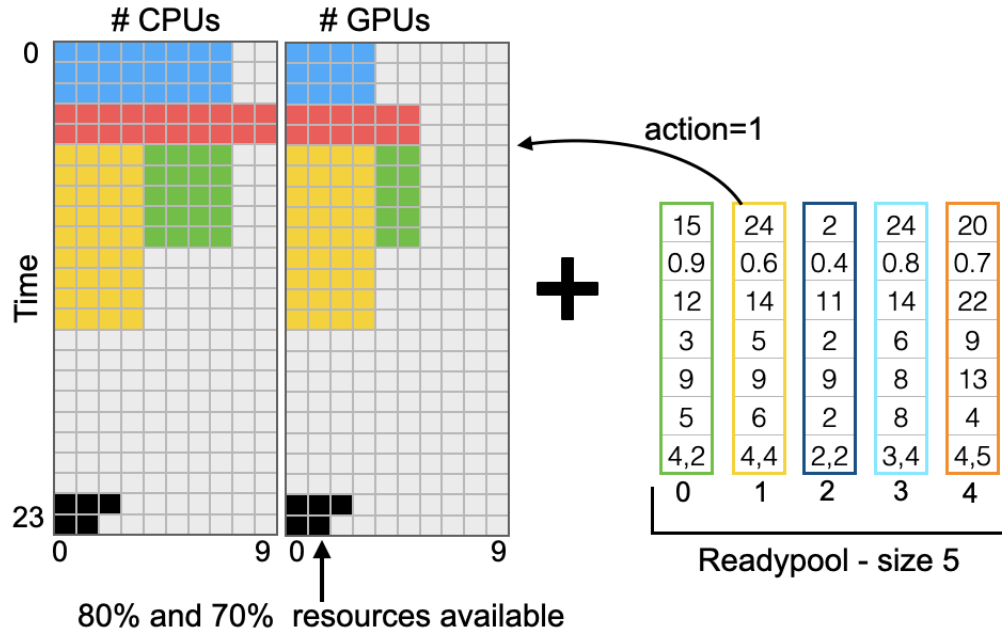 # CPUs # GPUs
0
action=1
15 24 2 24 20
0.9 0.6 0.4 0.8 0.7
12 14 11 14 22
Time
3 5 2 6 9
9 9 9 8 13
5 6 2 8 4
4,2 4,4 2,2 3,4 4,5
0 1 2 3 4
23
0 9 0 9
Readypool - size 5
80% and 70% resources available